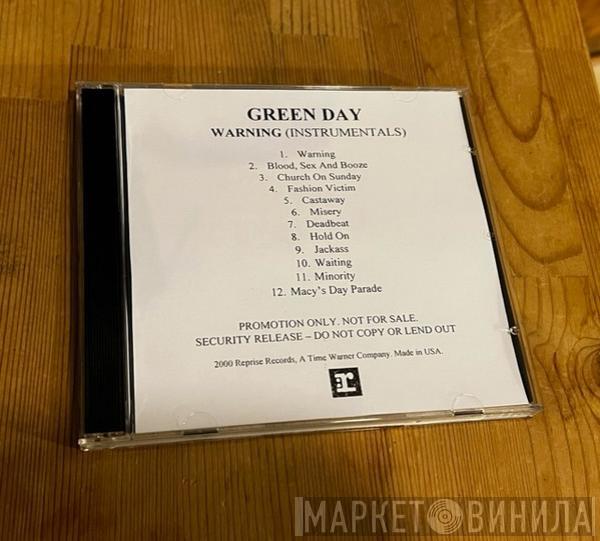 GREEN DAY
WARNING (INSTRUMENTALS)
1. Warning
2. Blood, Sex And Booze
3. Church On Sunday
4. Fashion Victim
5. Castaway
6. Misery
7. Deadbeat
8. Hold On
9. Jackass
10. Waiting
11. Minority
12. Macy's Day Parade
PROMOTION ONLY. NOT FOR SALE.
SECURITY RELEASE – DO NOT COPY OR LEND OUT
2000 Reprise Records, A Time Warner Company. Made in USA.
:r
МАРКЕТ ВИНИЛА